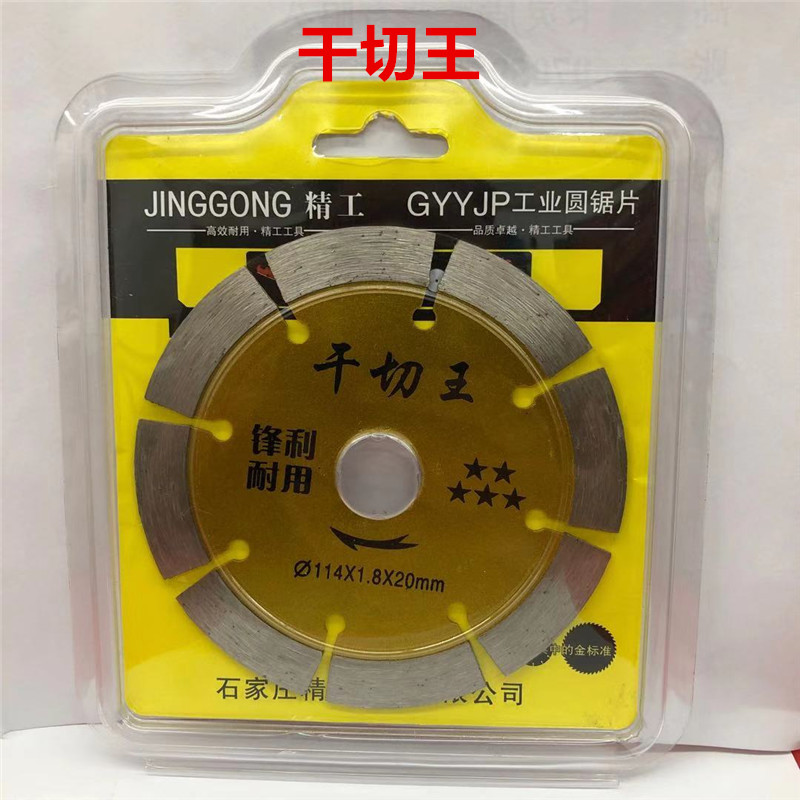 干切王
JINGGONG 精工 GYYJP工业圆锯片
高效耐用·精工工具 品质卓越·精工工具
干切王
锋利
耐用
★★
★★★
Ø114X1.8X20mm
中的金标准
石家庄精 限公司